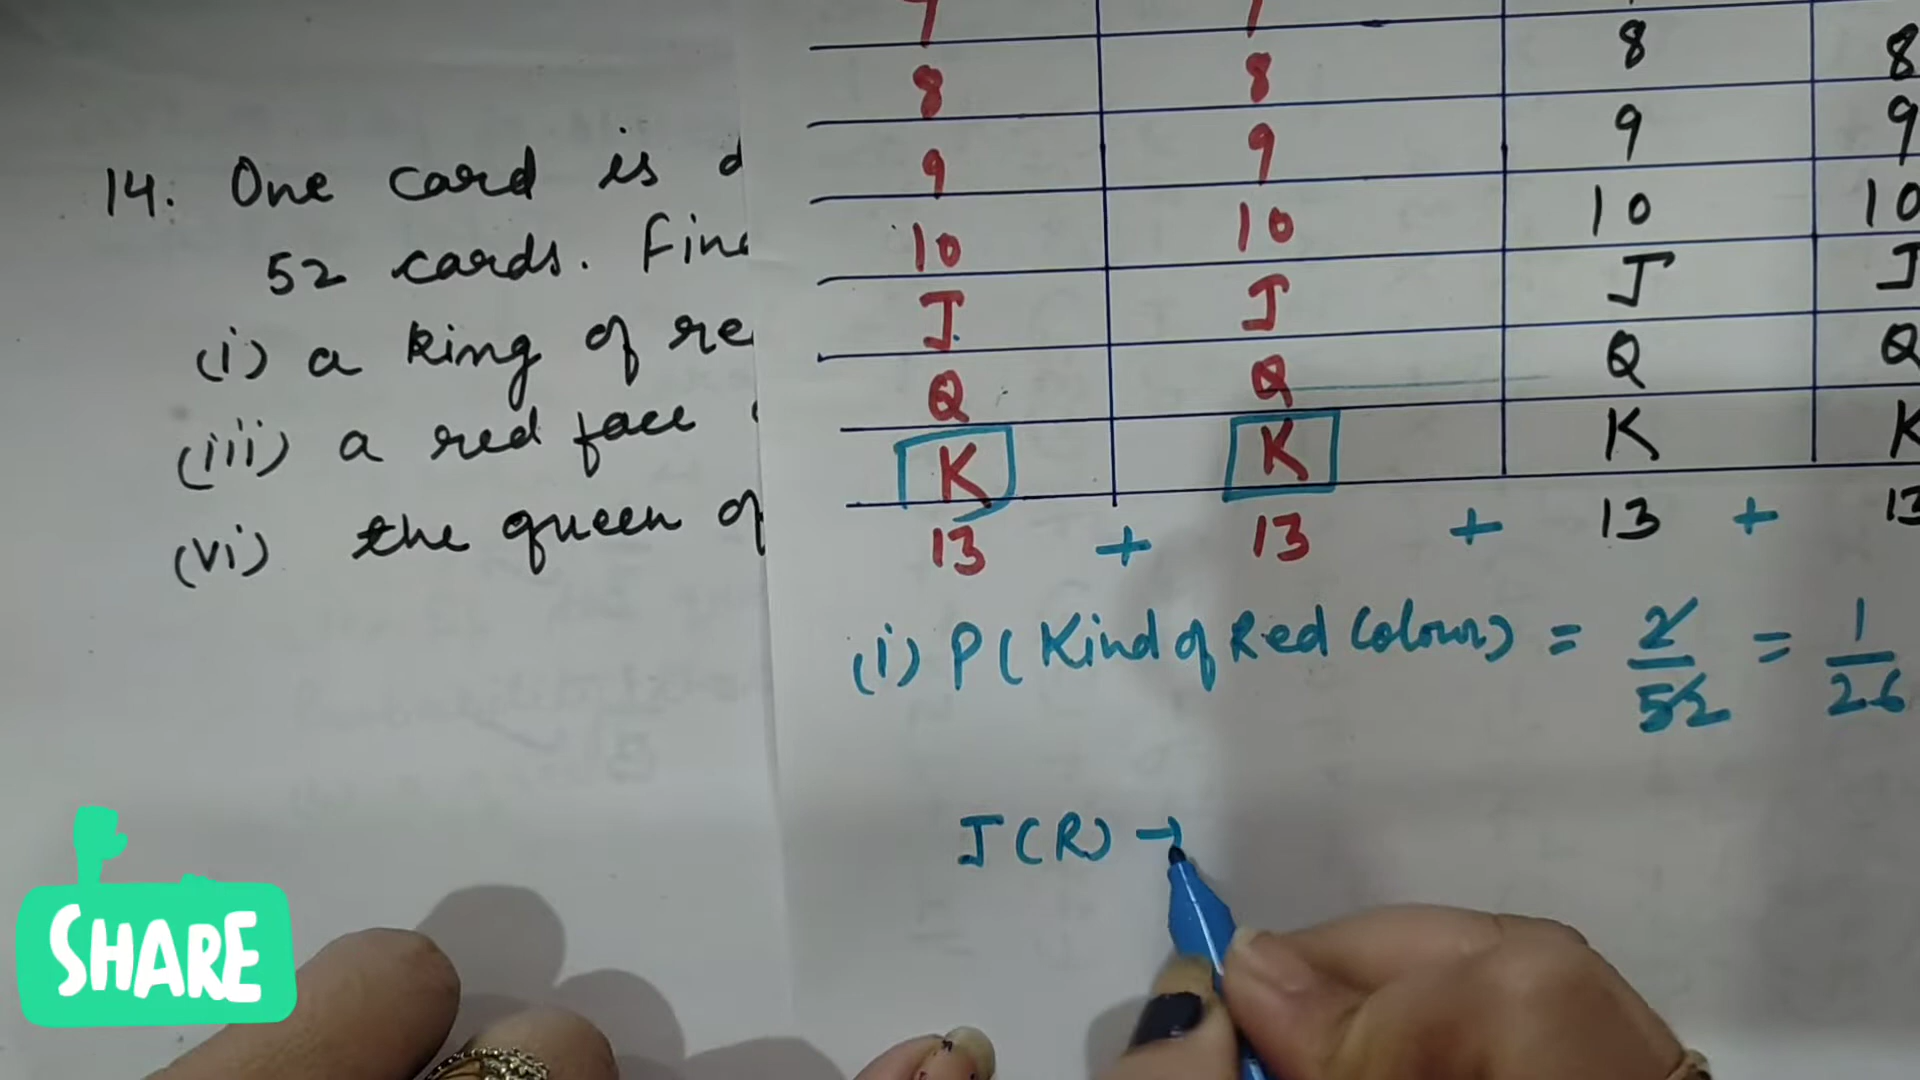 14. One card is d
52 cards. Find
(i) a king of re
(iii) a red face
(vi) the queen of
7 7
8 8 8 8
9 9 9 9
10 10 10 10
J J J J
Q Q Q Q
K K K K
13 + 13 + 13 + 13
(i) P(Kind of Red Colour) = 2/52 = 1/26
J(R) →
SHARE